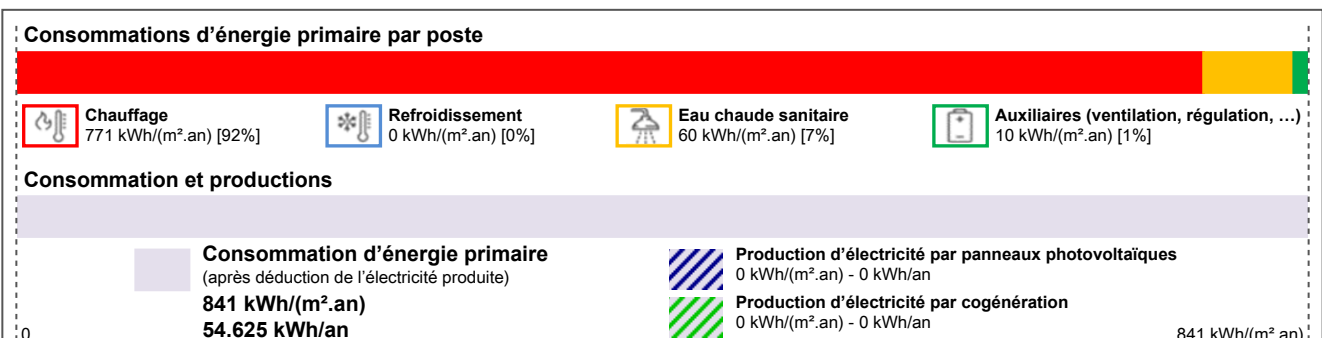 Consommations d’énergie primaire par poste
Chauffage
771 kWh/(m².an) [92%]
Refroidissement
0 kWh/(m².an) [0%]
Eau chaude sanitaire
60 kWh/(m².an) [7%]
Auxiliaires (ventilation, régulation, …)
10 kWh/(m².an) [1%]
Consommation et productions
Consommation d’énergie primaire
(après déduction de l’électricité produite)
841 kWh/(m².an)
54.625 kWh/an
Production d’électricité par panneaux photovoltaïques
0 kWh/(m².an) - 0 kWh/an
Production d’électricité par cogénération
0 kWh/(m².an) - 0 kWh/an
0
841 kWh/(m².an)